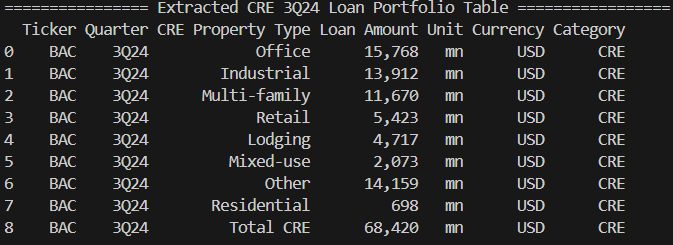 ================ Extracted CRE 3Q24 Loan Portfolio Table =================
Ticker Quarter CRE Property Type Loan Amount Unit Currency Category
0 BAC 3Q24 Office 15,768 mn USD CRE
1 BAC 3Q24 Industrial 13,912 mn USD CRE
2 BAC 3Q24 Multi-family 11,670 mn USD CRE
3 BAC 3Q24 Retail 5,423 mn USD CRE
4 BAC 3Q24 Lodging 4,717 mn USD CRE
5 BAC 3Q24 Mixed-use 2,073 mn USD CRE
6 BAC 3Q24 Other 14,159 mn USD CRE
7 BAC 3Q24 Residential 698 mn USD CRE
8 BAC 3Q24 Total CRE 68,420 mn USD CRE